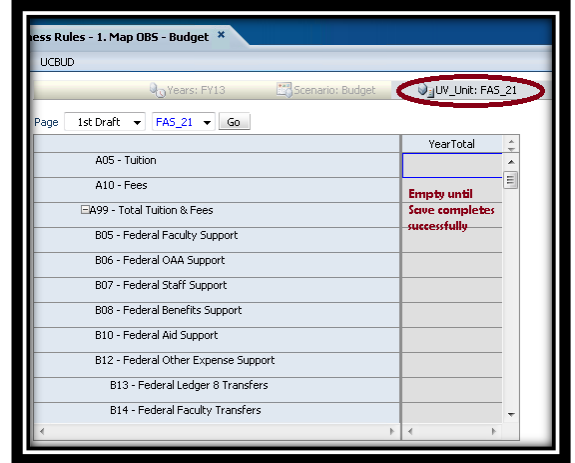 ess Rules - 1. Map OBS - Budget ×
UCBUD
Years: FY13 Scenario: Budget UV_Unit: FAS_21
Page 1st Draft FAS_21 Go
YearTotal
A05 - Tuition
A10 - Fees
A99 - Total Tuition & Fees
B05 - Federal Faculty Support
B06 - Federal OAA Support
B07 - Federal Staff Support
B08 - Federal Benefits Support
B10 - Federal Aid Support
B12 - Federal Other Expense Support
B13 - Federal Ledger 8 Transfers
B14 - Federal Faculty Transfers
Empty until
Save completes
successfully